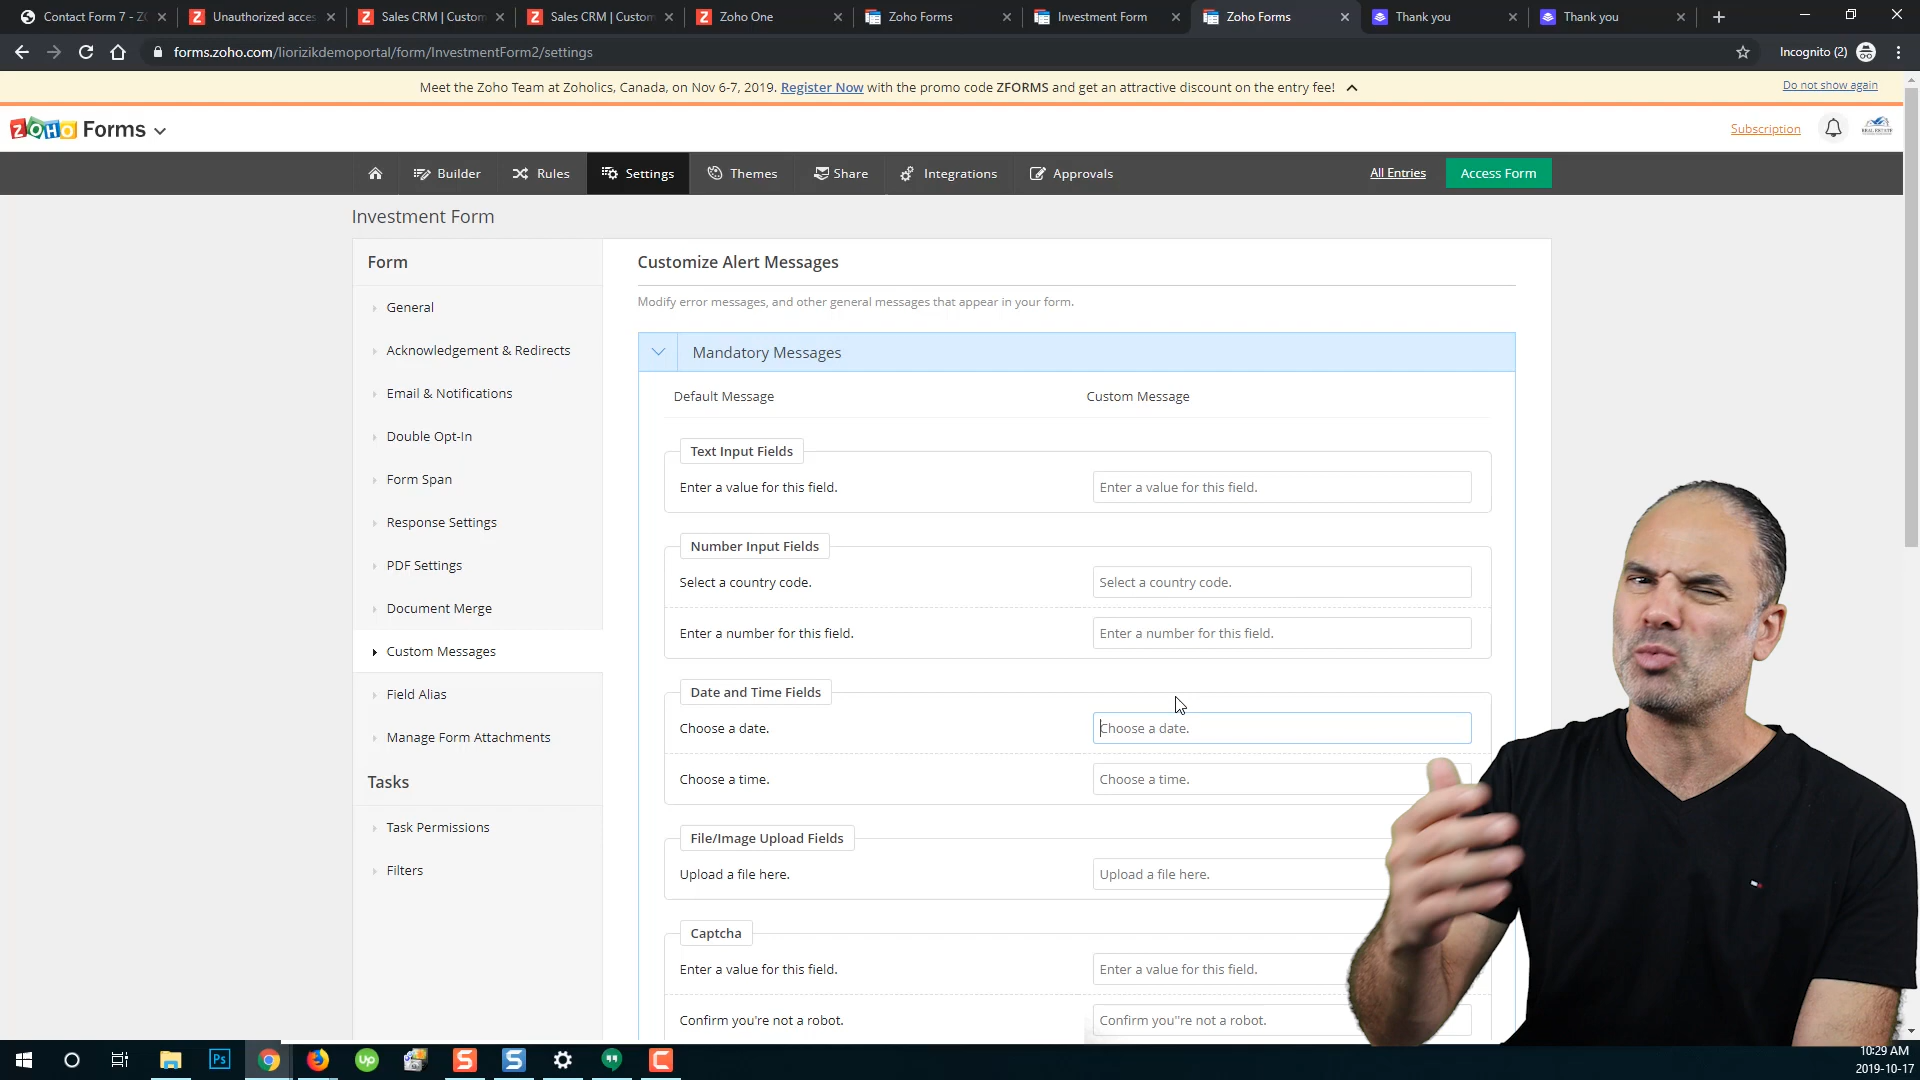 Contact Form 7 - ZC
Unauthorized acces
Sales CRM | Custom
Sales CRM | Custom
Zoho One
Zoho Forms
Investment Form
Zoho Forms
Thank you
Thank you
forms.zoho.com/liorizikdemoportal/form/InvestmentForm2/settings
Incognito (2)
Meet the Zoho Team at Zoholics, Canada, on Nov 6-7, 2019. Register Now with the promo code ZFORMS and get an attractive discount on the entry fee!
Do not show again
ZOHO Forms
Subscription
REAL ESTATE
Builder
Rules
Settings
Themes
Share
Integrations
Approvals
All Entries
Access Form
Investment Form
Form
General
Acknowledgement & Redirects
Email & Notifications
Double Opt-In
Form Span
Response Settings
PDF Settings
Document Merge
Custom Messages
Field Alias
Manage Form Attachments
Tasks
Task Permissions
Filters
Customize Alert Messages
Modify error messages, and other general messages that appear in your form.
Mandatory Messages
Default Message
Custom Message
Text Input Fields
Enter a value for this field.
Enter a value for this field.
Number Input Fields
Select a country code.
Select a country code.
Enter a number for this field.
Enter a number for this field.
Date and Time Fields
Choose a date.
Choose a date.
Choose a time.
Choose a time.
File/Image Upload Fields
Upload a file here.
Upload a file here.
Captcha
Enter a value for this field.
Enter a value for this field.
Confirm you're not a robot.
Confirm you"re not a robot.
Ps
Up
S
S
C
10:29 AM
2019-10-17